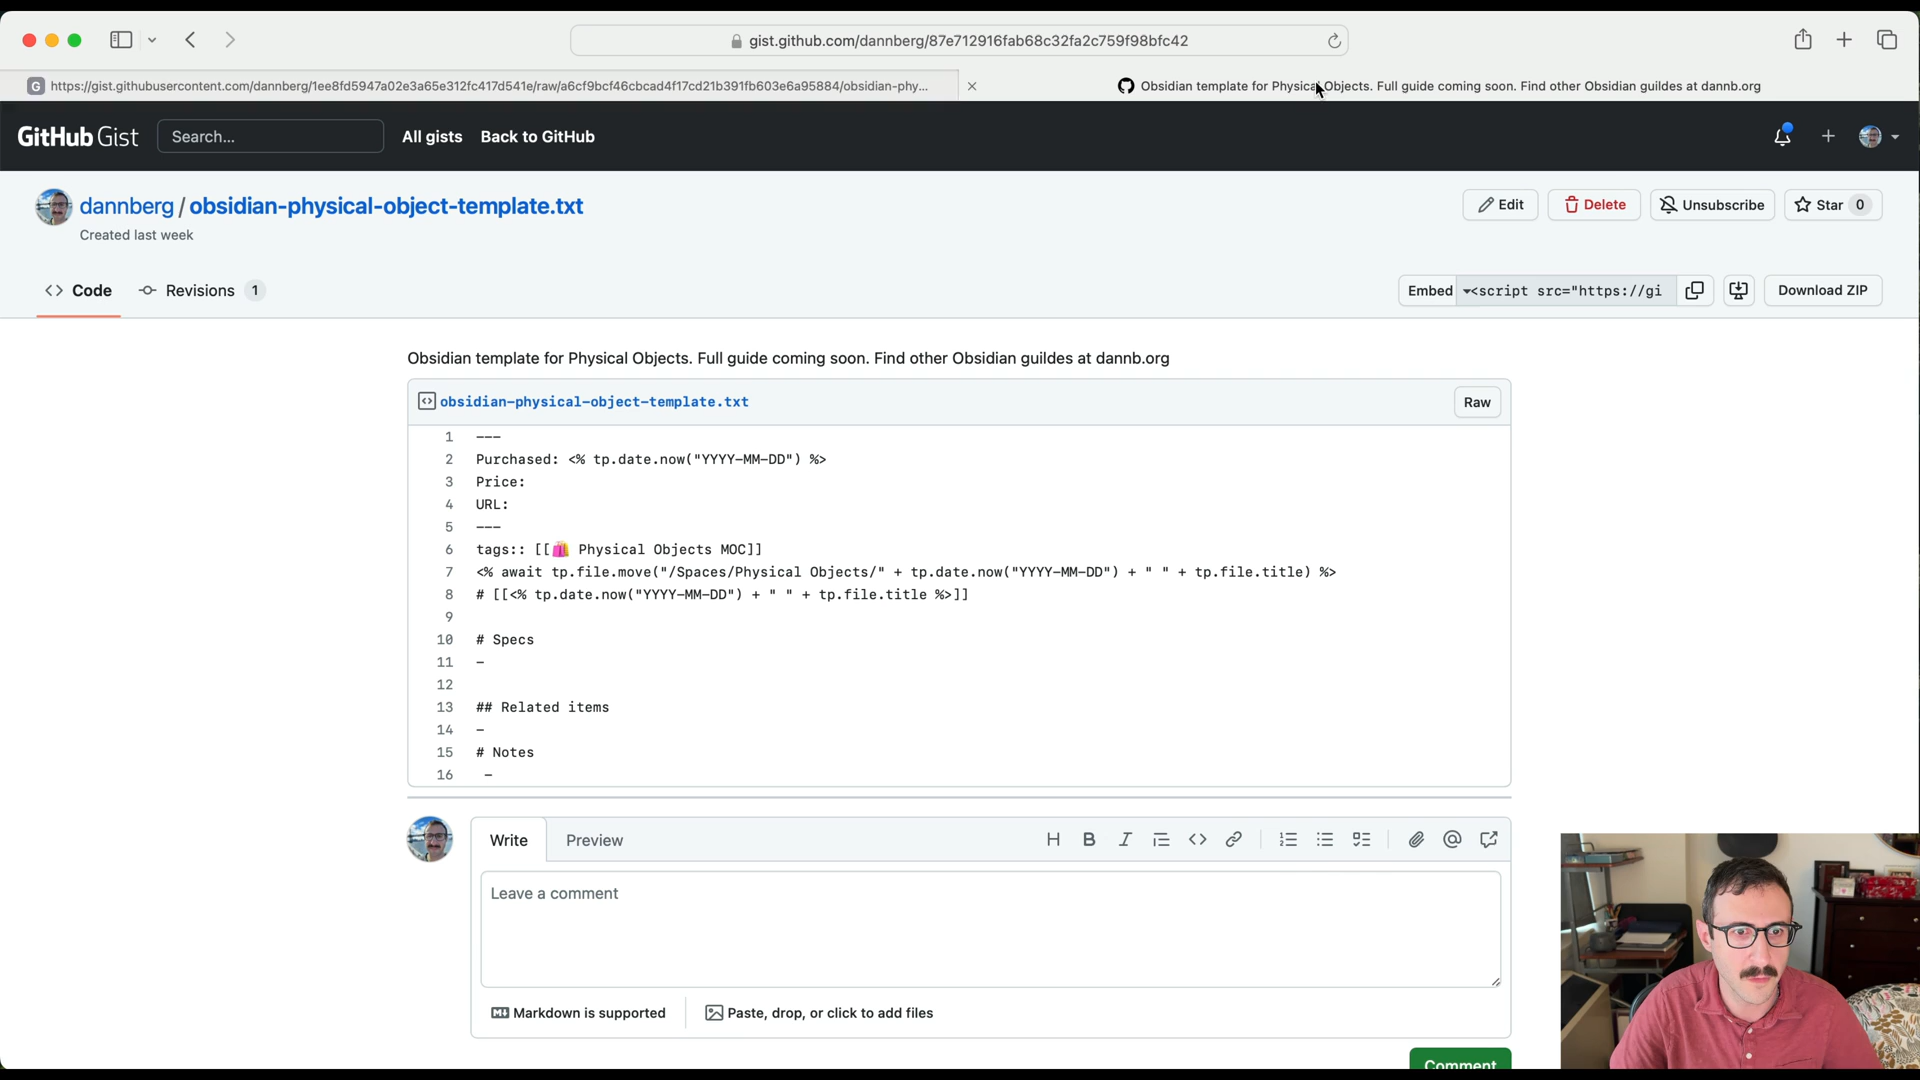 gist.github.com/dannberg/87e712916fab68c32fa2c759f98bfc42
G https://gist.githubusercontent.com/dannberg/1ee8fd5947a02e3a65e312fc417d541e/raw/a6cf9bcf46cbcad4f17cd21b391fb603e6a95884/obsidian-phy...
Obsidian template for Physical Objects. Full guide coming soon. Find other Obsidian guildes at dannb.org
GitHub Gist Search... All gists Back to GitHub
dannberg / obsidian-physical-object-template.txt
Created last week
Edit Delete Unsubscribe Star 0
Code Revisions 1
Embed <script src="https://gi Download ZIP
Obsidian template for Physical Objects. Full guide coming soon. Find other Obsidian guildes at dannb.org
obsidian-physical-object-template.txt Raw
1 ---
2 Purchased: <% tp.date.now("YYYY-MM-DD") %>
3 Price:
4 URL:
5 ---
6 tags:: [[🛍️ Physical Objects MOC]]
7 <% await tp.file.move("/Spaces/Physical Objects/" + tp.date.now("YYYY-MM-DD") + " " + tp.file.title) %>
8 # [[<% tp.date.now("YYYY-MM-DD") + " " + tp.file.title %>]]
9
10 # Specs
11 -
12
13 ## Related items
14 -
15 # Notes
16  -
Write Preview
Leave a comment
Markdown is supported Paste, drop, or click to add files
Comment